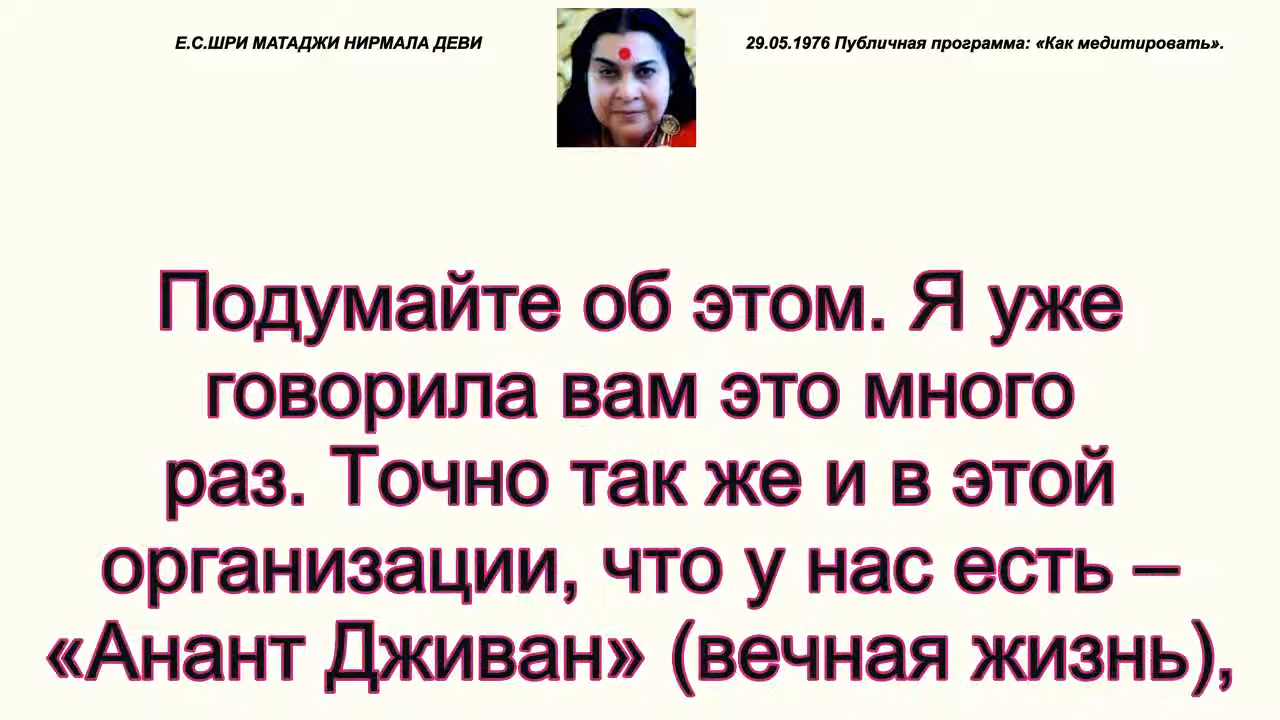 Е.С.ШРИ МАТАДЖИ НИРМАЛА ДЕВИ
29.05.1976 Публичная программа: «Как медитировать».
Подумайте об этом. Я уже
говорила вам это много
раз. Точно так же и в этой
организации, что у нас есть –
«Анант Дживан» (вечная жизнь),